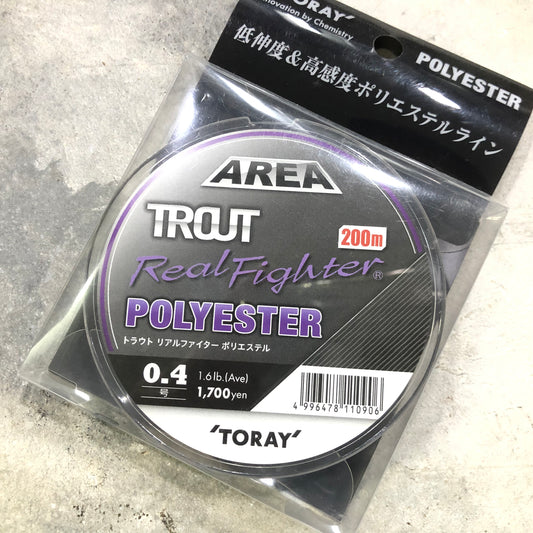 'TORAY'
Innovation by Chemistry
POLYESTER
低伸度&高感度ポリエステルライン
AREA
TROUT
200m
Real Fighter®
POLYESTER
トラウト リアルファイター ポリエステル
0.4
号
1.6lb.(Ave)
1,700yen
4 996478 110906
'TORAY'